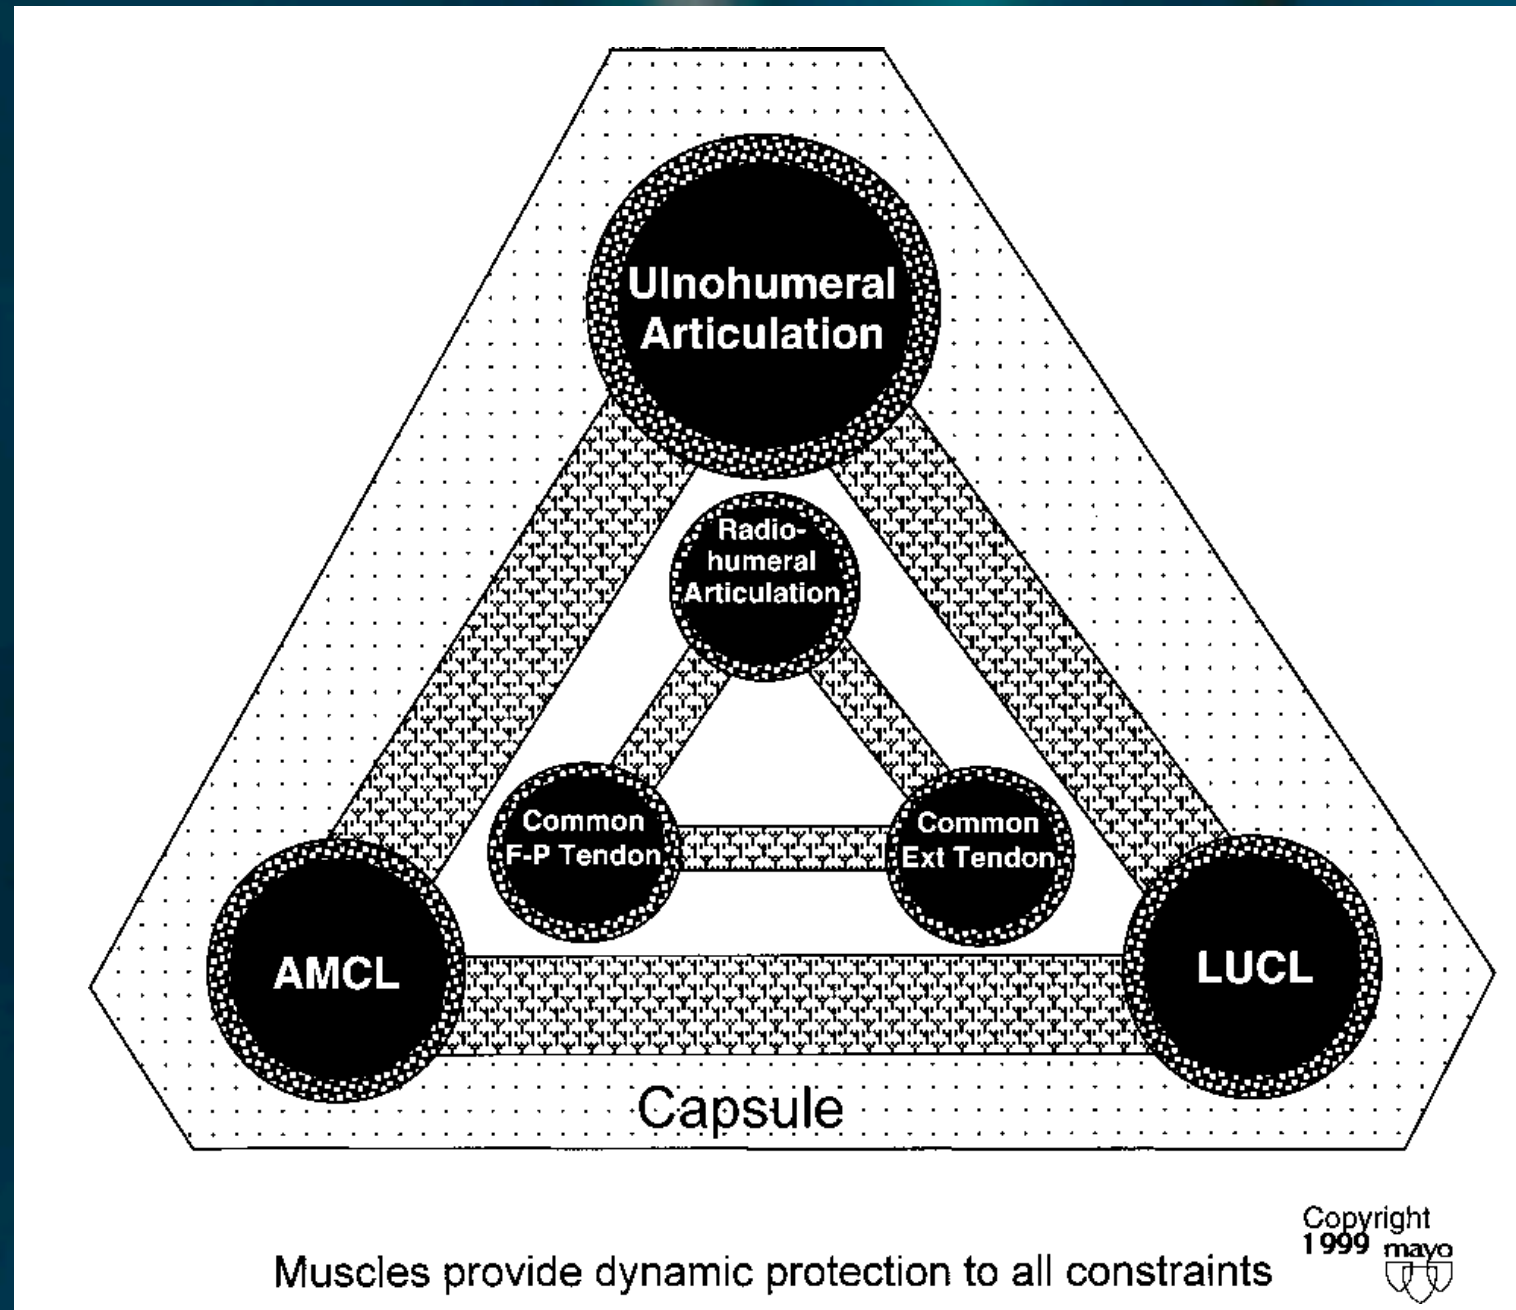 Ulnohumeral
Articulation
Radio-
humeral
Articulation
Common
F-P Tendon
Common
Ext Tendon
AMCL
LUCL
Capsule
Copyright
1999 mayo
Muscles provide dynamic protection to all constraints